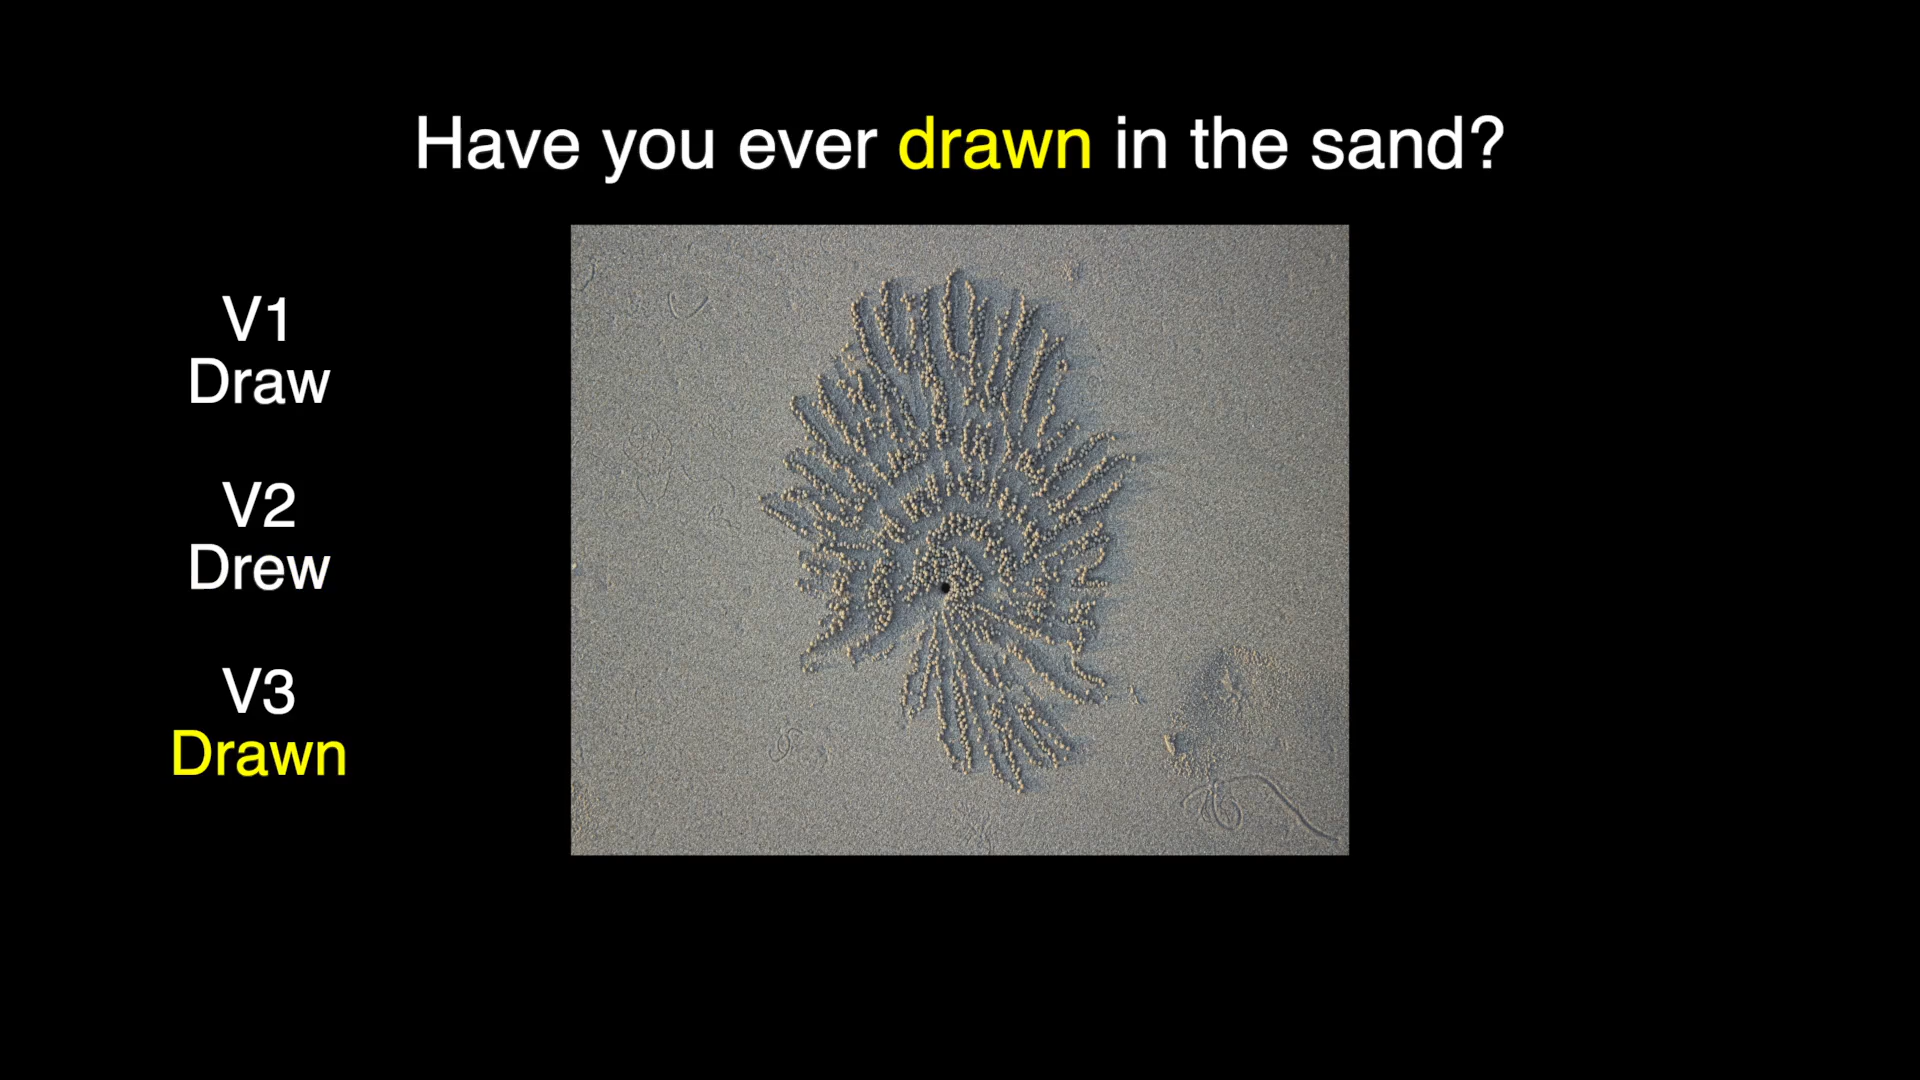 Have you ever drawn in the sand?
V1
Draw
V2
Drew
V3
Drawn